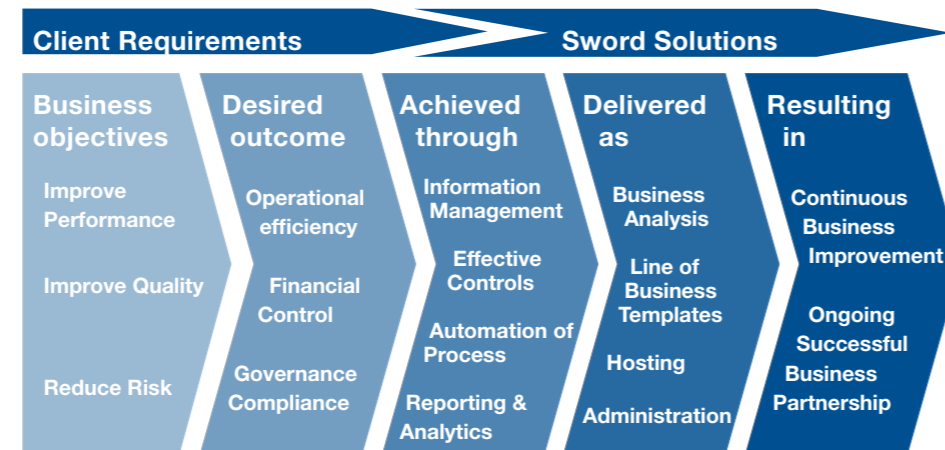 Client Requirements
Sword Solutions
Business
objectives
Improve
Performance
Improve Quality
Reduce Risk
Desired
outcome
Operational
efficiency
Financial
Control
Governance
Compliance
Achieved
through
Information
Management
Effective
Controls
Automation of
Process
Reporting &
Analytics
Delivered
as
Business
Analysis
Line of
Business
Templates
Hosting
Administration
Resulting
in
Continuous
Business
Improvement
Ongoing
Successful
Business
Partnership